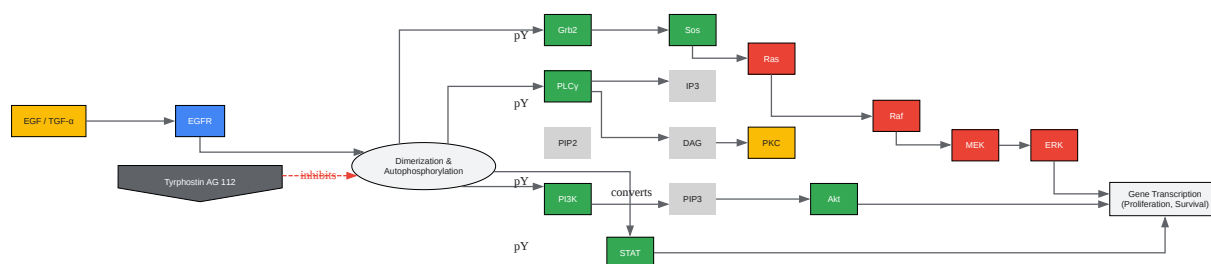 EGF / TGF-α
EGFR
Tyrphostin AG 112
inhibits
Dimerization &
Autophosphorylation
pY
Grb2
Sos
Ras
Raf
MEK
ERK
pY
PLCγ
IP3
PIP2
DAG
PKC
pY
PI3K
converts
PIP3
Akt
pY
STAT
Gene Transcription
(Proliferation, Survival)